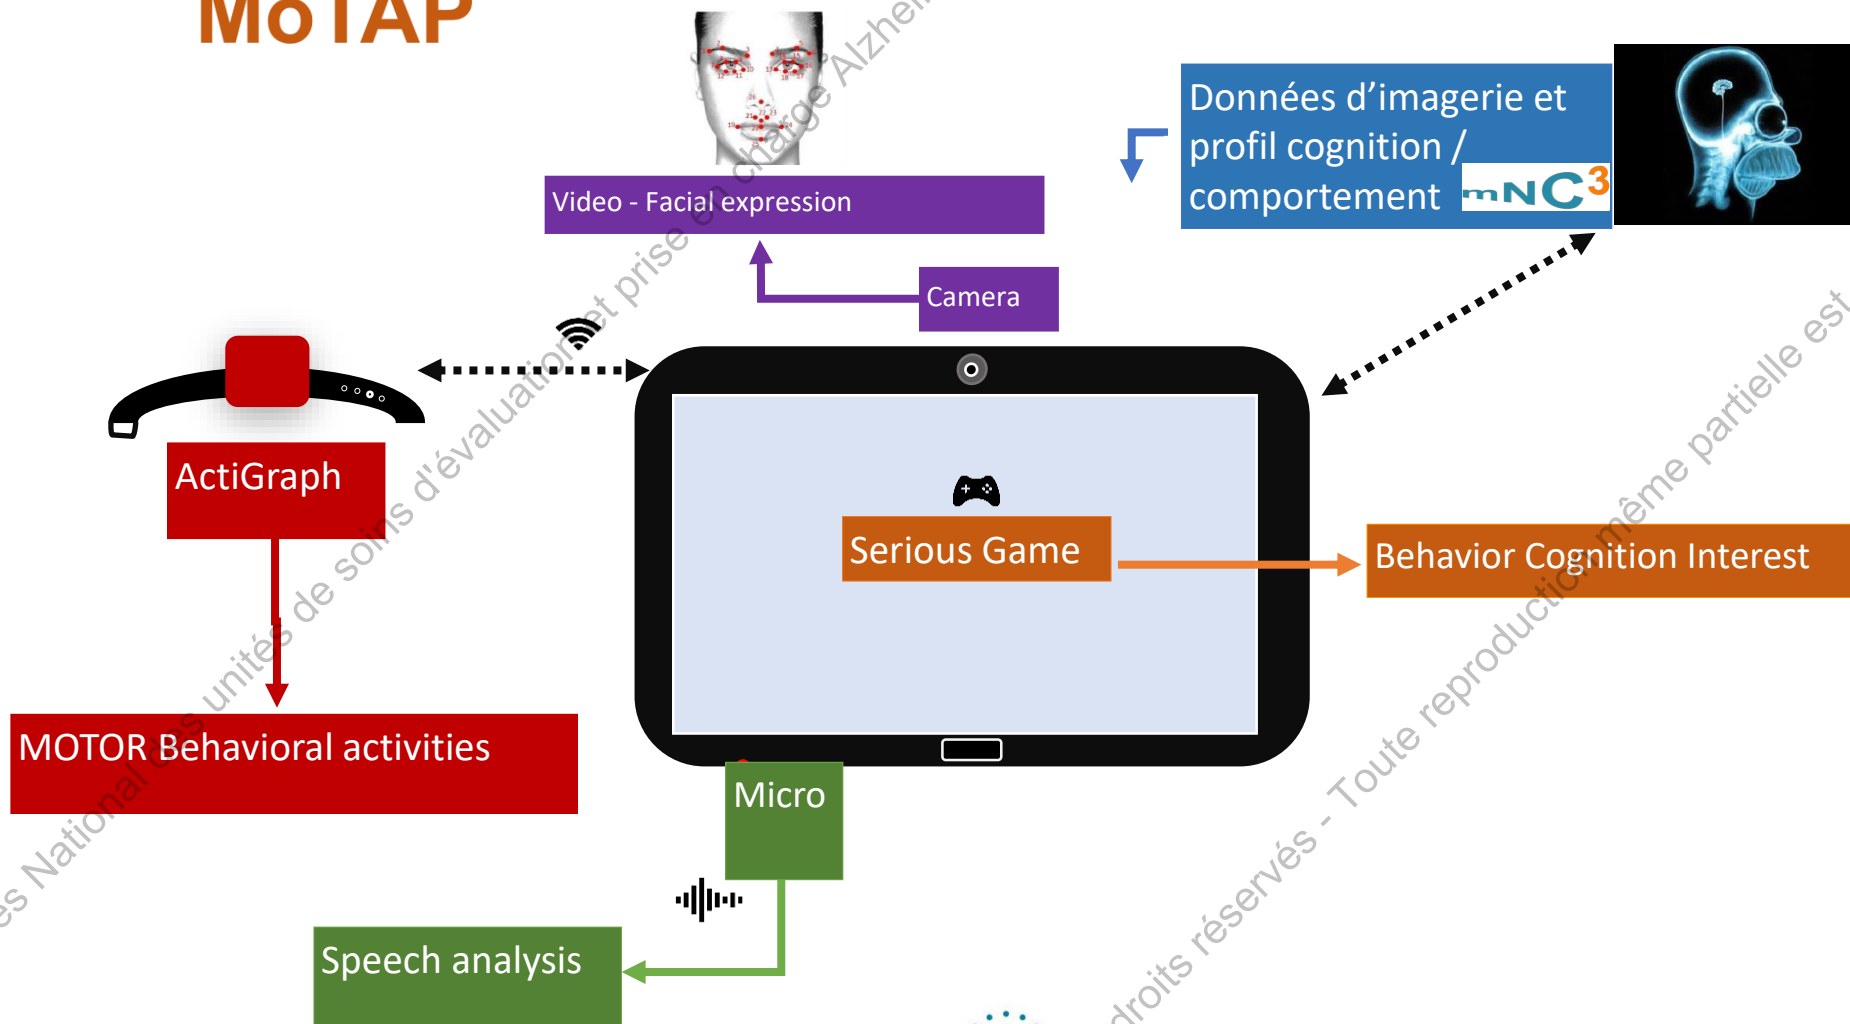 MoTAP
Données d'imagerie et
profil cognition /
comportement mNC3
Video - Facial expression
Camera
ActiGraph
Serious Game
Behavior Cognition Interest
MOTOR Behavioral activities
Micro
Speech analysis
es National des unités de soins d'évaluation et prise en charge Alzhei
droits réservés - Toute reproduction même partielle est